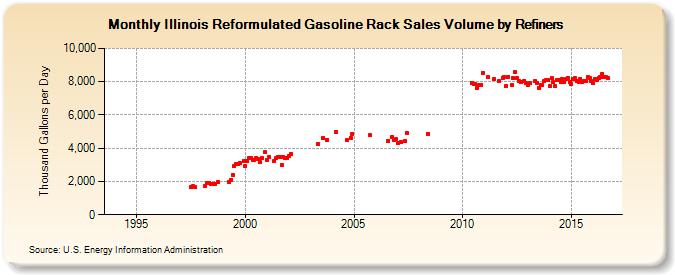 Monthly Illinois Reformulated Gasoline Rack Sales Volume by Refiners
Thousand Gallons per Day
10,000
8,000
6,000
4,000
2,000
0
1995 2000 2005 2010 2015
Source: U.S. Energy Information Administration